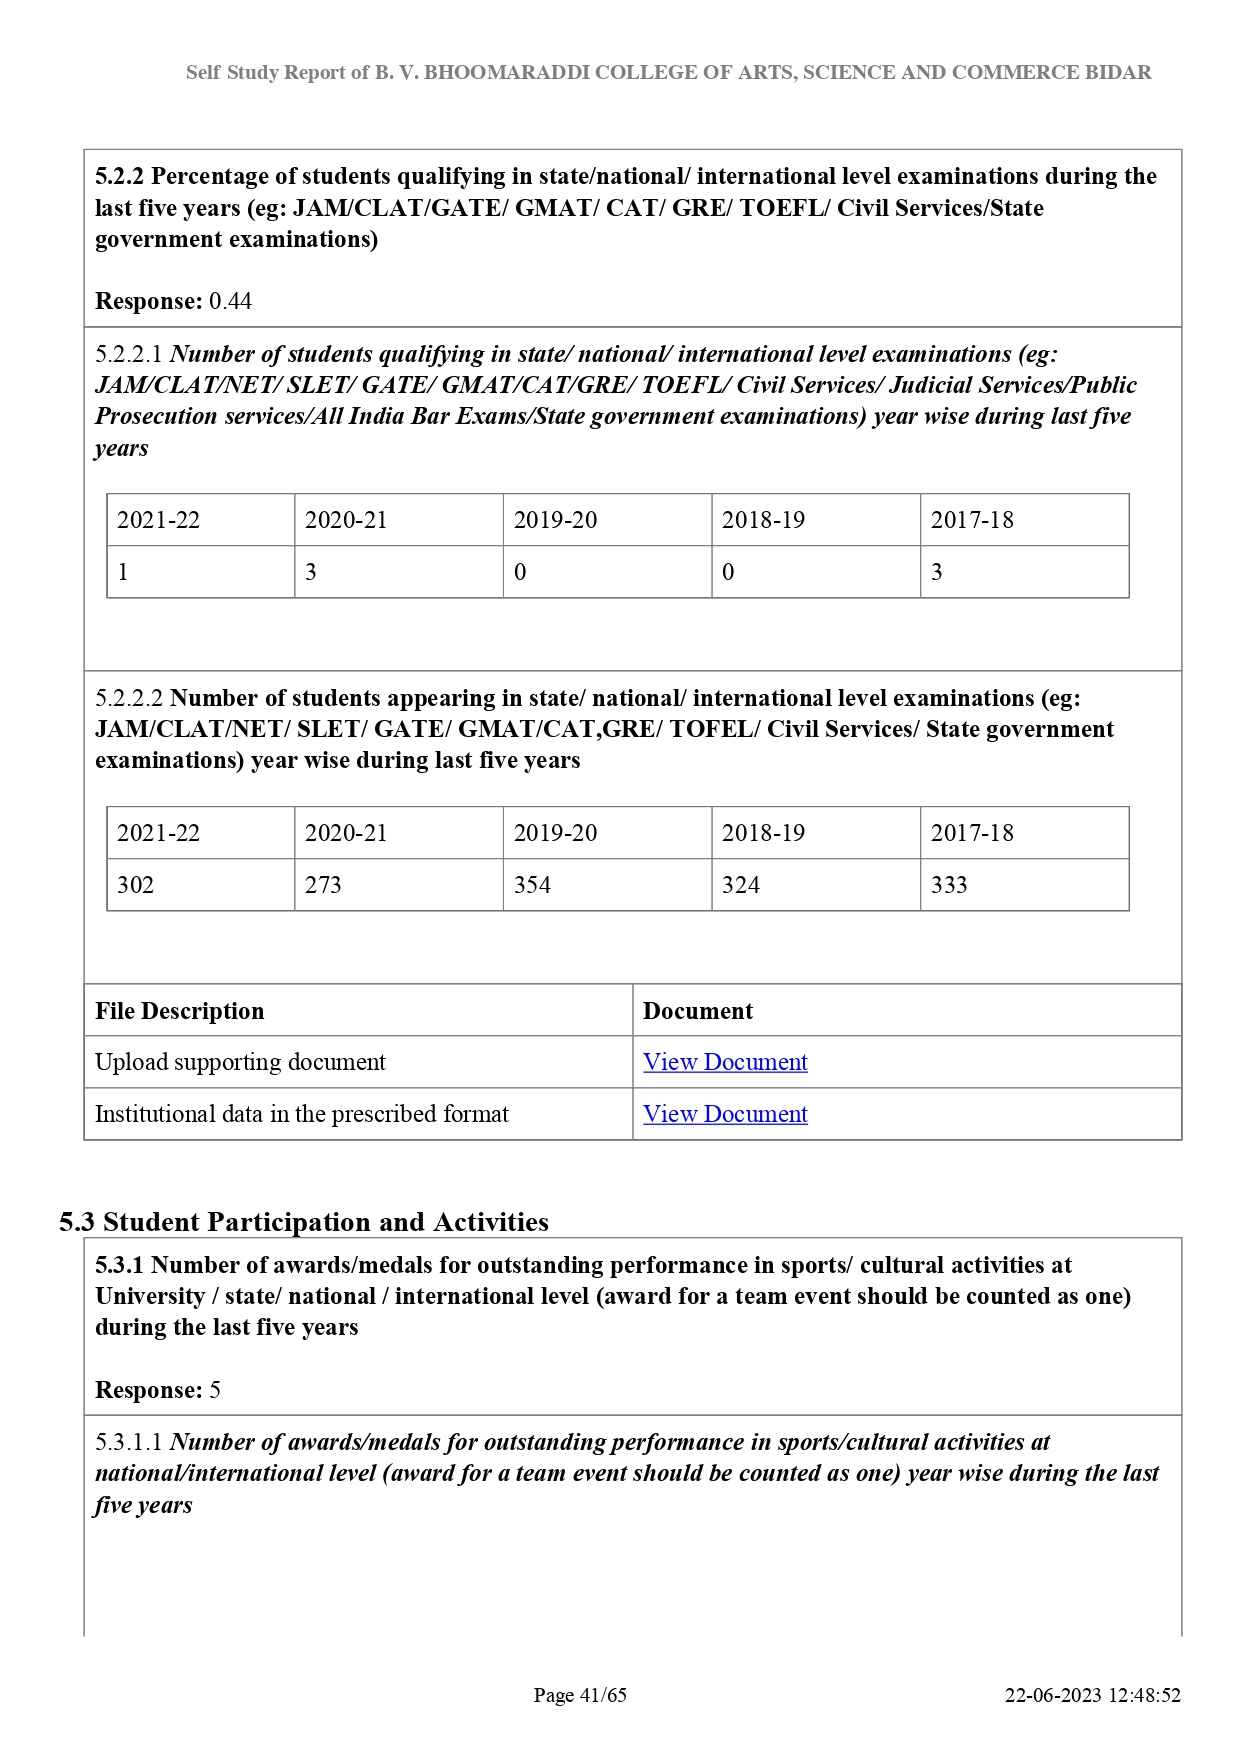 Self Study Report of B. V. BHOOMARADDI COLLEGE OF ARTS, SCIENCE AND COMMERCE BIDAR
5.2.2 Percentage of students qualifying in state/national/ international level examinations during the
last five years (eg: JAM/CLAT/GATE/ GMAT/ CAT/ GRE/ TOEFL/ Civil Services/State
government examinations)
Response: 0.44
5.2.2.1 Number of students qualifying in state/ national/ international level examinations (eg:
JAM/CLAT/NET/ SLET/ GATE/ GMAT/CAT/GRE/ TOEFL/ Civil Services/ Judicial Services/Public
Prosecution services/All India Bar Exams/State government examinations) year wise during last five
years
2021-22 2020-21 2019-20 2018-19 2017-18
1 3 0 0 3
5.2.2.2 Number of students appearing in state/ national/ international level examinations (eg:
JAM/CLAT/NET/ SLET/ GATE/ GMAT/CAT,GRE/ TOFEL/ Civil Services/ State government
examinations) year wise during last five years
2021-22 2020-21 2019-20 2018-19 2017-18
302 273 354 324 333
File Description Document
Upload supporting document View Document
Institutional data in the prescribed format View Document
5.3 Student Participation and Activities
5.3.1 Number of awards/medals for outstanding performance in sports/ cultural activities at
University / state/ national / international level (award for a team event should be counted as one)
during the last five years
Response: 5
5.3.1.1 Number of awards/medals for outstanding performance in sports/cultural activities at
national/international level (award for a team event should be counted as one) year wise during the last
five years
Page 41/65 22-06-2023 12:48:52